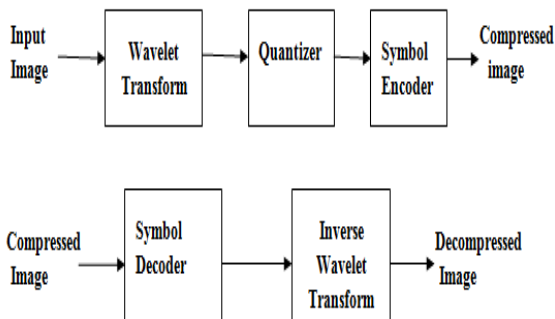 Input
Image
Wavelet
Transform
Quantizer
Symbol
Encoder
Compressed
image
Compressed
Image
Symbol
Decoder
Inverse
Wavelet
Transform
Decompressed
Image